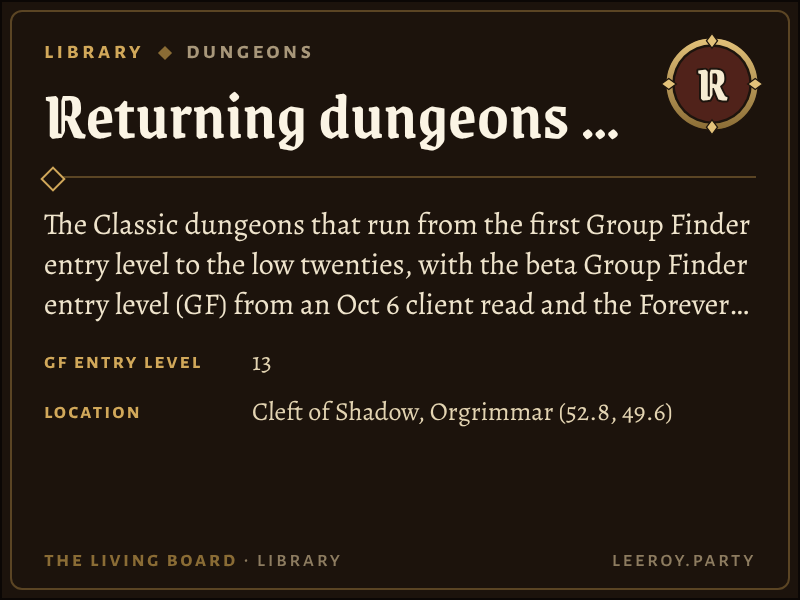 LIBRARY ◆ DUNGEONS
R
Returning dungeons ...
The Classic dungeons that run from the first Group Finder
entry level to the low twenties, with the beta Group Finder
entry level (GF) from an Oct 6 client read and the Forever...
GF ENTRY LEVEL 13
LOCATION Cleft of Shadow, Orgrimmar (52.8, 49.6)
THE LIVING BOARD · LIBRARY
LEEROY.PARTY